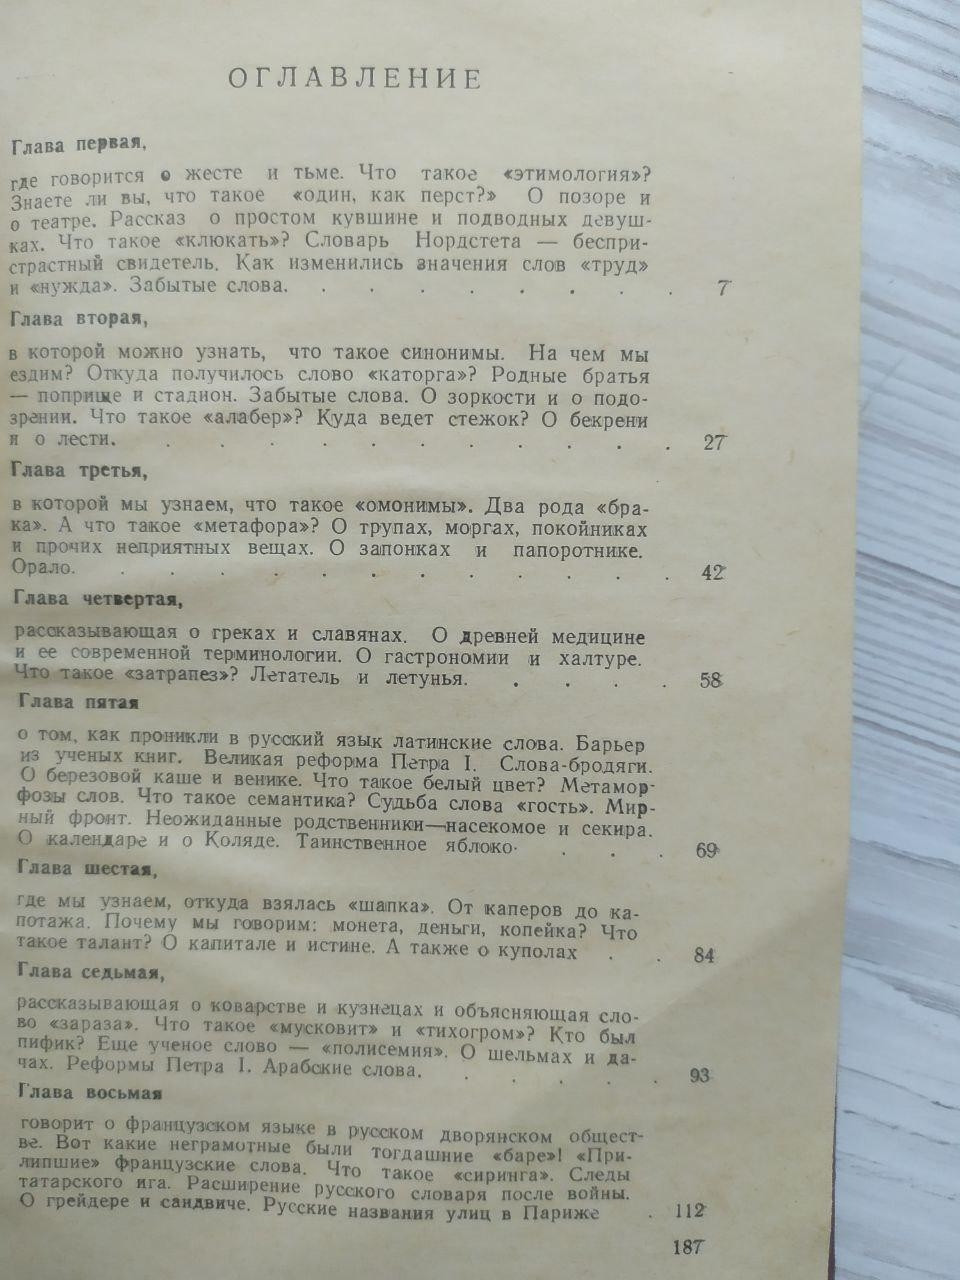 ОГЛАВЛЕНИЕ
Глава первая,
где говорится о жесте и тьме. Что такое «этимология»?
Знаете ли вы, что такое «один, как перст?» О позоре и
о театре. Рассказ о простом кувшине и подводных девуш-
ках. Что такое «клюкать»? Словарь Нордстета — беспри-
страстный свидетель. Как изменились значения слов «труд»
и «нужда». Забытые слова. . . . . . . . . 7
Глава вторая,
в которой можно узнать, что такое синонимы. На чем мы
ездим? Откуда получилось слово «каторга»? Родные братья
— поприще и стадион. Забытые слова. О зоркости и о подо-
зрении. Что такое «алабер»? Куда ведет стежок? О бекрени
и о лести. . . . . . . . . . . . 27
Глава третья,
в которой мы узнаем, что такое «омонимы». Два рода «бра-
ка». А что такое «метафора»? О трупах, моргах, покойниках
и прочих неприятных вещах. О запонках и папоротнике.
Орало. . . . . . . . . . . . . 42
Глава четвертая,
рассказывающая о греках и славянах. О древней медицине
и ее современной терминологии. О гастрономии и халтуре.
Что такое «затрапез»? Летатель и летунья. . . . . 58
Глава пятая
о том, как проникли в русский язык латинские слова. Барьер
из ученых книг. Великая реформа Петра I. Слова-бродяги.
О березовой каше и венике. Что такое белый цвет? Метамор-
фозы слов. Что такое семантика? Судьба слова «гость». Мир-
ный фронт. Неожиданные родственники—насекомое и секира.
О календаре и о Коляде. Таинственное яблоко. . . . 69
Глава шестая,
где мы узнаем, откуда взялась «шапка». От каперов до ка-
потажа. Почему мы говорим: монета, деньги, копейка? Что
такое талант? О капитале и истине. А также о куполах . . 84
Глава седьмая,
рассказывающая о коварстве и кузнецах и объясняющая сло-
во «зараза». Что такое «мусковит» и «тихогром»? Кто был
пифик? Еще ученое слово — «полисемия». О шельмах и да-
чах. Реформы Петра I. Арабские слова. . . . . . 93
Глава восьмая
говорит о французском языке в русском дворянском общест-
ве. Вот какие неграмотные были тогдашние «баре»! «При-
липшие» французские слова. Что такое «сиринга». Следы
татарского ига. Расширение русского словаря после войны.
О грейдере и сандвиче. Русские названия улиц в Париже . 112
187